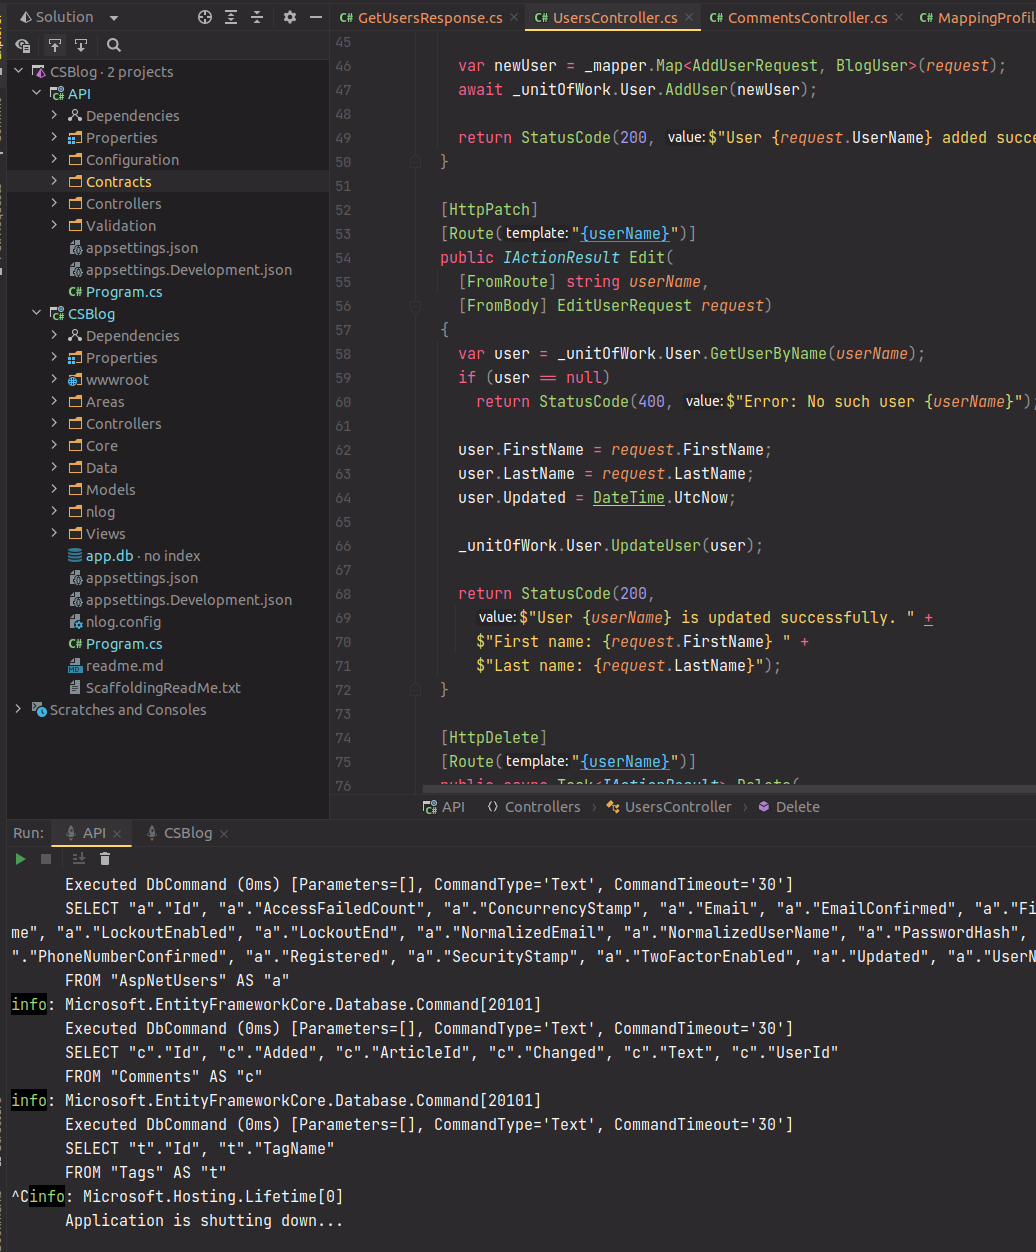 Solution
GetUsersResponse.cs
UsersController.cs
CommentsController.cs
MappingProfil
CSBlog · 2 projects
API
Dependencies
Properties
Configuration
Contracts
Controllers
Validation
appsettings.json
appsettings.Development.json
C# Program.cs
CSBlog
Dependencies
Properties
wwwroot
Areas
Controllers
Core
Data
Models
nlog
Views
app.db · no index
appsettings.json
appsettings.Development.json
nlog.config
C# Program.cs
readme.md
ScaffoldingReadMe.txt
Scratches and Consoles
45
46 var newUser = _mapper.Map<AddUserRequest, BlogUser>(request);
47 await _unitOfWork.User.AddUser(newUser);
48
49 return StatusCode(200, value: $"User {request.UserName} added succe
50 }
51
52 [HttpPatch]
53 [Route( template: "{userName}")]
54 public IActionResult Edit(
55 [FromRoute] string userName,
56 [FromBody] EditUserRequest request)
57 {
58 var user = _unitOfWork.User.GetUserByName(userName);
59 if (user == null)
60 return StatusCode(400, value: $"Error: No such user {userName}");
61
62 user.FirstName = request.FirstName;
63 user.LastName = request.LastName;
64 user.Updated = DateTime.UtcNow;
65
66 _unitOfWork.User.UpdateUser(user);
67
68 return StatusCode(200,
69 value: $"User {userName} is updated successfully. " +
70 $"First name: {request.FirstName} " +
71 $"Last name: {request.LastName}");
72 }
73
74 [HttpDelete]
75 [Route( template: "{userName}")]
76 public async Task<IActionResult> Delete(
API
Controllers
UsersController
Delete
Run: API CSBlog
Executed DbCommand (0ms) [Parameters=[], CommandType='Text', CommandTimeout='30']
SELECT "a"."Id", "a"."AccessFailedCount", "a"."ConcurrencyStamp", "a"."Email", "a"."EmailConfirmed", "a"."Fi
me", "a"."LockoutEnabled", "a"."LockoutEnd", "a"."NormalizedEmail", "a"."NormalizedUserName", "a"."PasswordHash",
"."PhoneNumberConfirmed", "a"."Registered", "a"."SecurityStamp", "a"."TwoFactorEnabled", "a"."Updated", "a"."UserN
FROM "AspNetUsers" AS "a"
info: Microsoft.EntityFrameworkCore.Database.Command[20101]
Executed DbCommand (0ms) [Parameters=[], CommandType='Text', CommandTimeout='30']
SELECT "c"."Id", "c"."Added", "c"."ArticleId", "c"."Changed", "c"."Text", "c"."UserId"
FROM "Comments" AS "c"
info: Microsoft.EntityFrameworkCore.Database.Command[20101]
Executed DbCommand (0ms) [Parameters=[], CommandType='Text', CommandTimeout='30']
SELECT "t"."Id", "t"."TagName"
FROM "Tags" AS "t"
^Cinfo: Microsoft.Hosting.Lifetime[0]
Application is shutting down...